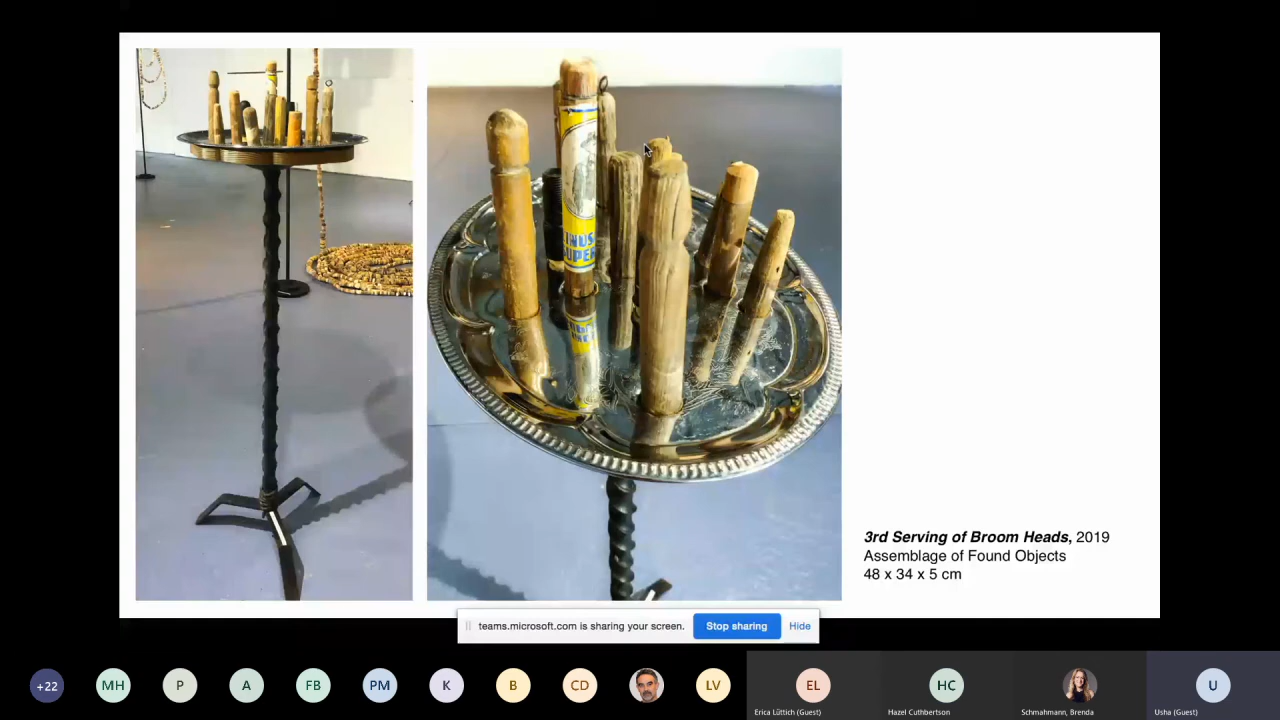 INUS
SUPER
3rd Serving of Broom Heads, 2019
Assemblage of Found Objects
48 x 34 x 5 cm
teams.microsoft.com is sharing your screen. Stop sharing Hide
+22 MH P A FB PM K B CD LV EL HC U
Erica Lüttich (Guest) Hazel Cuthbertson Schmahmann, Brenda Usha (Guest)